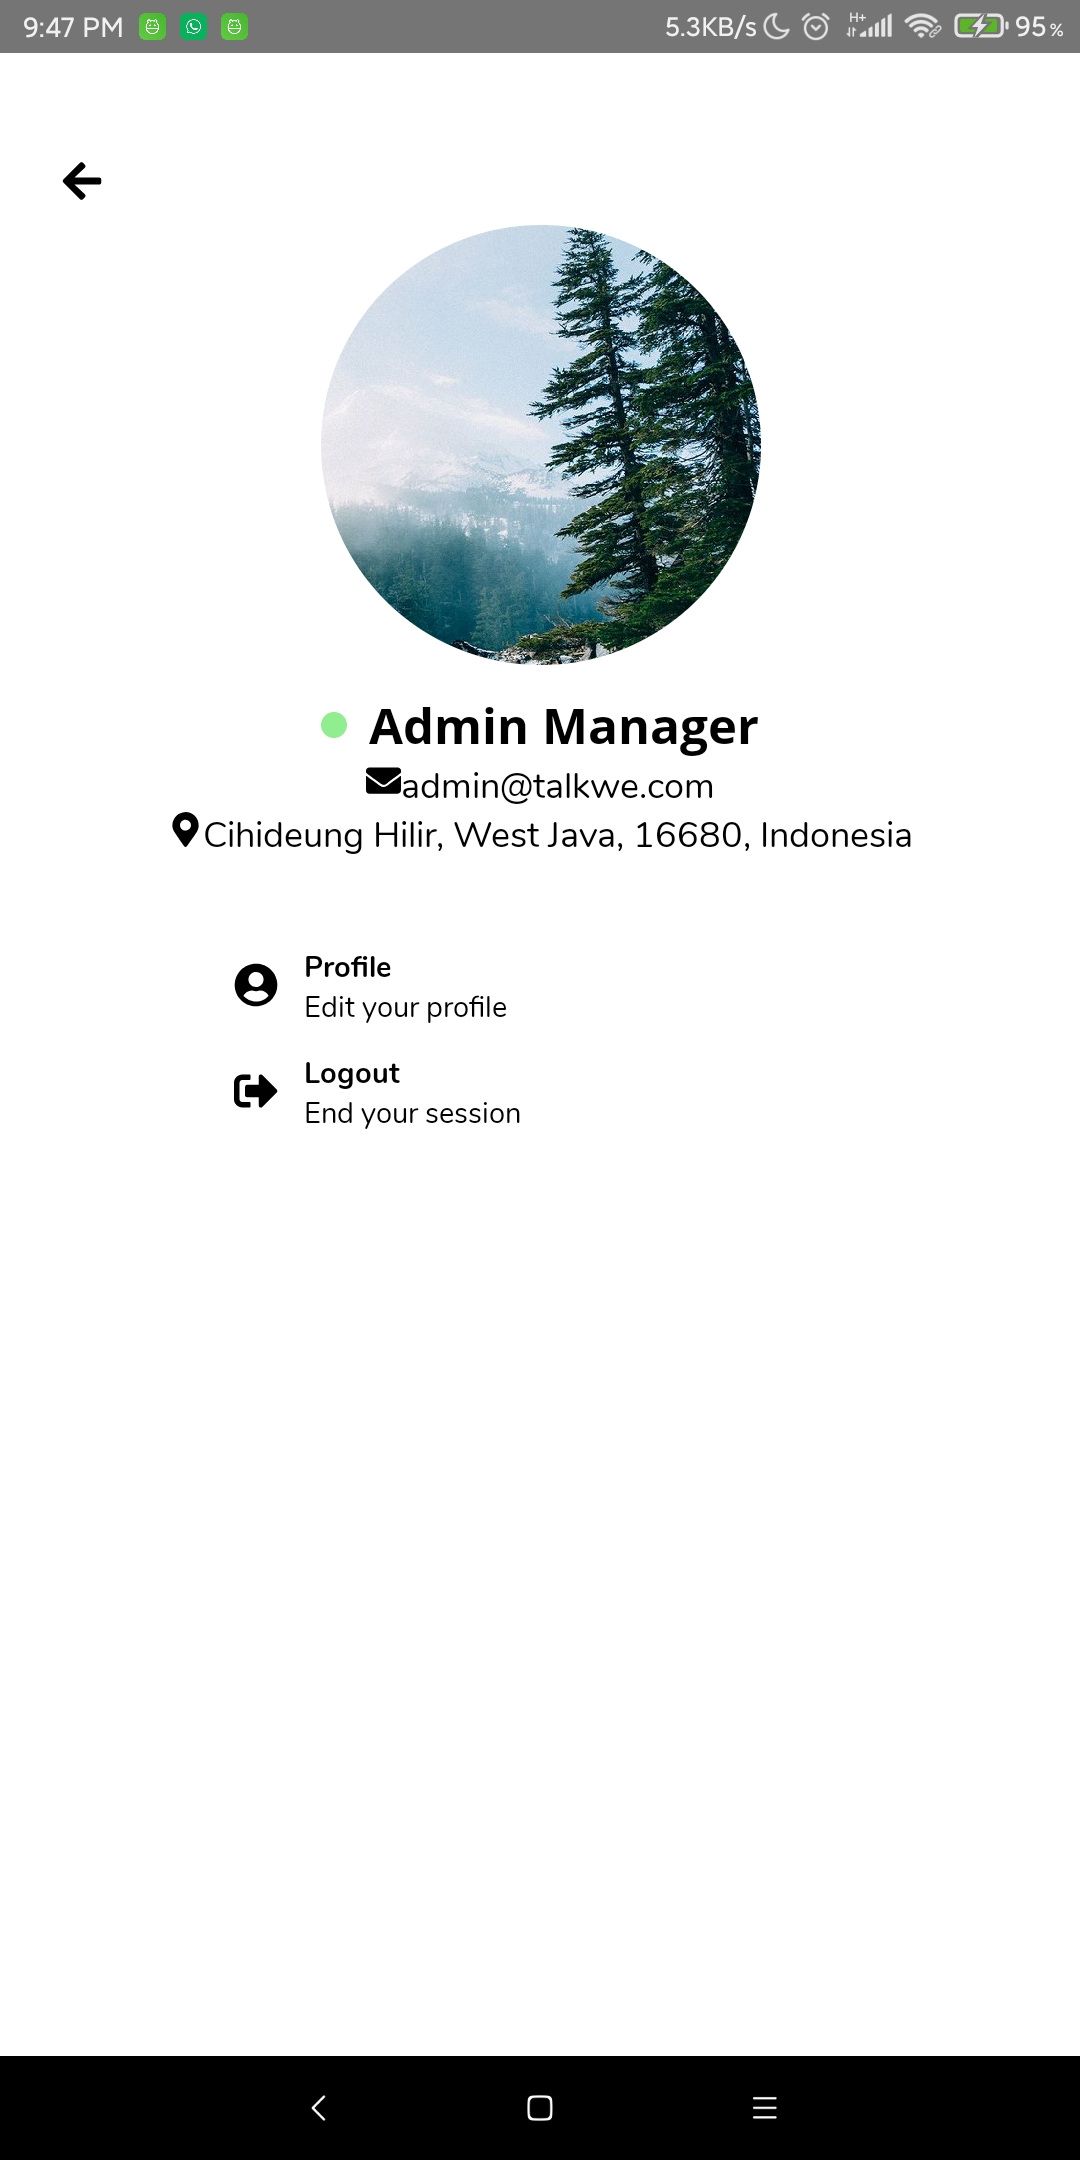 9:47 PM 5.3KB/s H+ 95%
Admin Manager
admin@talkwe.com
Cihideung Hilir, West Java, 16680, Indonesia
Profile
Edit your profile
Logout
End your session